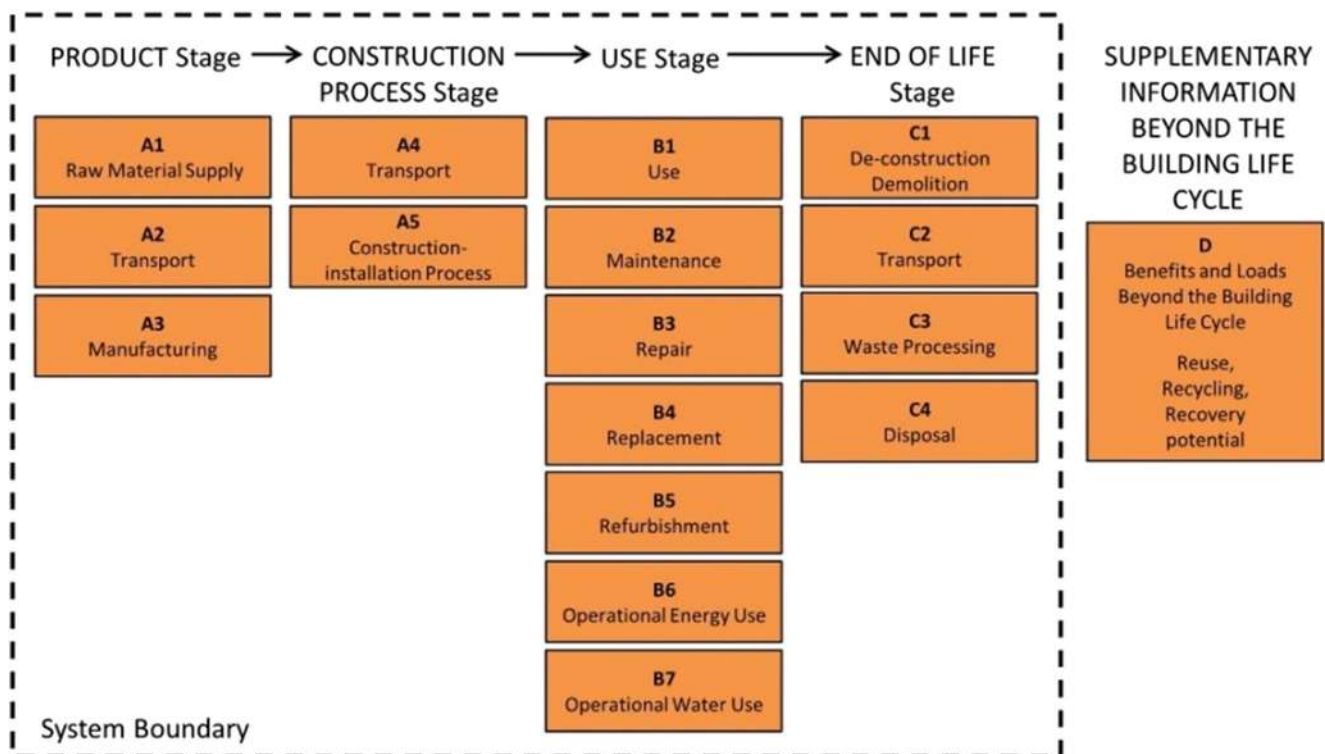 PRODUCT Stage
CONSTRUCTION
PROCESS Stage
USE Stage
END OF LIFE
Stage
SUPPLEMENTARY
INFORMATION
BEYOND THE
BUILDING LIFE
CYCLE
A1
Raw Material Supply
A2
Transport
A3
Manufacturing
A4
Transport
A5
Construction-
installation Process
B1
Use
B2
Maintenance
B3
Repair
B4
Replacement
B5
Refurbishment
B6
Operational Energy Use
B7
Operational Water Use
C1
De-construction
Demolition
C2
Transport
C3
Waste Processing
C4
Disposal
D
Benefits and Loads
Beyond the Building
Life Cycle
Reuse,
Recycling,
Recovery
potential
System Boundary